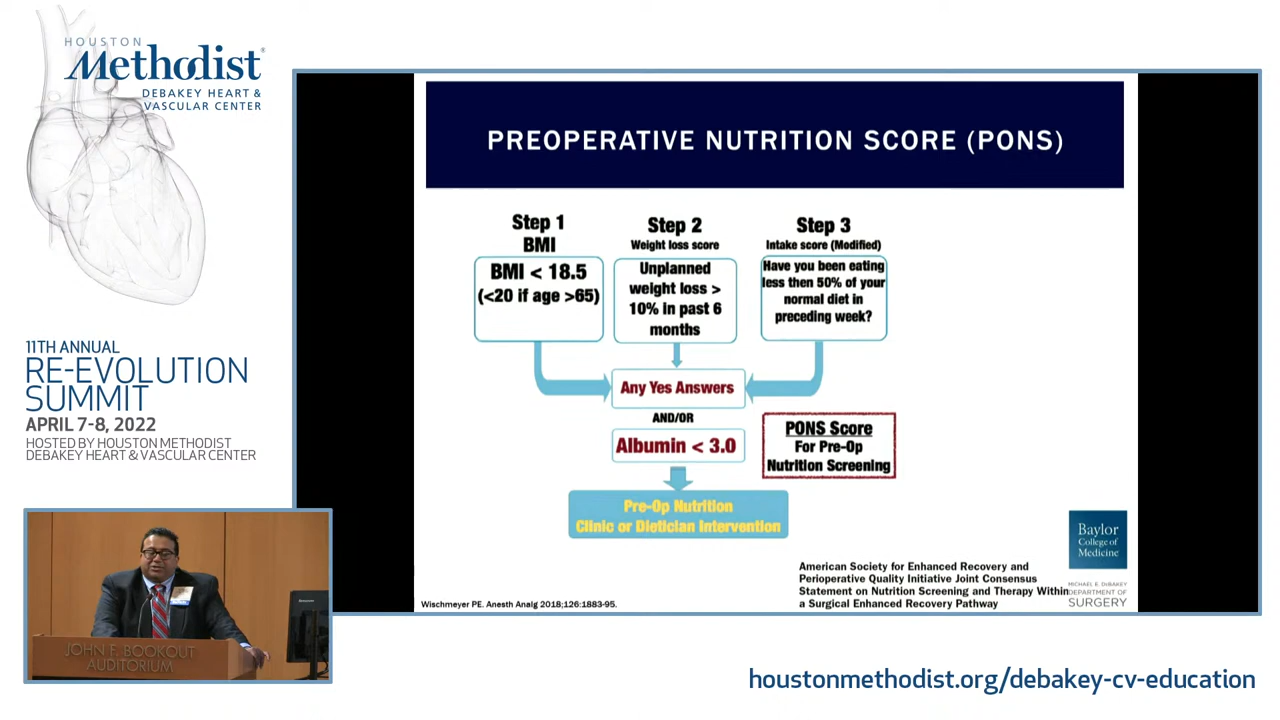 HOUSTON
Methodist
DEBAKEY HEART &
VASCULAR CENTER
11TH ANNUAL
RE-EVOLUTION
SUMMIT
APRIL 7-8, 2022
HOSTED BY HOUSTON METHODIST
DEBAKEY HEART & VASCULAR CENTER
PREOPERATIVE NUTRITION SCORE (PONS)
Step 1
BMI
BMI < 18.5
(<20 if age >65)
Step 2
Weight loss score
Unplanned
weight loss >
10% in past 6
months
Step 3
Intake score (Modified)
Have you been eating
less then 50% of your
normal diet in
preceding week?
Any Yes Answers
AND/OR
Albumin < 3.0
PONS Score
For Pre-Op
Nutrition Screening
Pre-Op Nutrition
Clinic or Dietician Intervention
Wischmeyer PE. Anesth Analg 2018;126:1883-95.
American Society for Enhanced Recovery and
Perioperative Quality Initiative Joint Consensus
Statement on Nutrition Screening and Therapy Within
a Surgical Enhanced Recovery Pathway
Baylor
College of
Medicine
MICHAEL E. DEBAKEY
DEPARTMENT OF
SURGERY
JOHN F. BOOKOUT
AUDITORIUM
houstonmethodist.org/debakey-cv-education